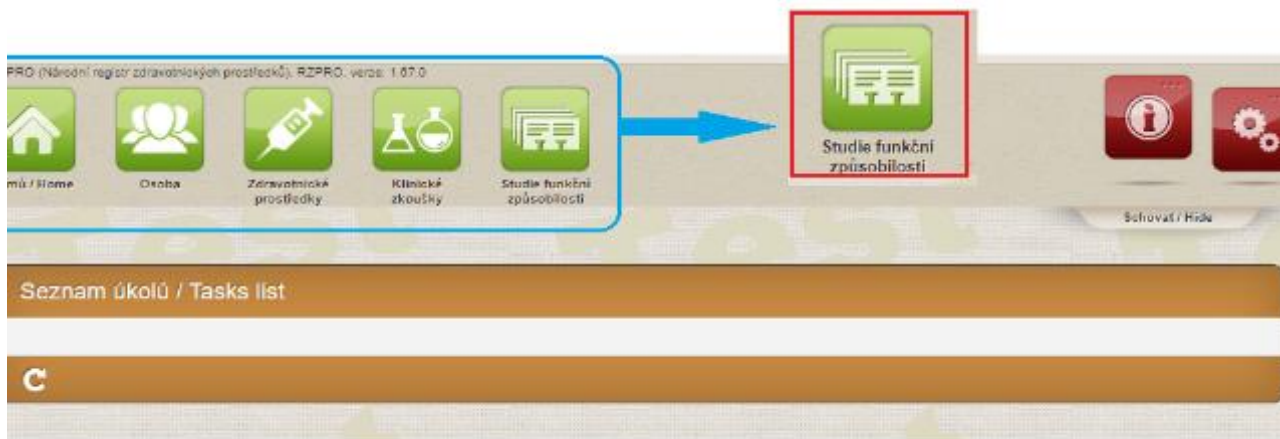 PRO (Národní registr zdravotnických prostředků). RZPRO. verze: 1.67.0
Studie funkční
způsobilosti
mů / Home
Osoba
Zdravotnické
prostředky
Klinické
zkoušky
Studie funkční
způsobilosti
Schovat / Hide
Seznam úkolů / Tasks list